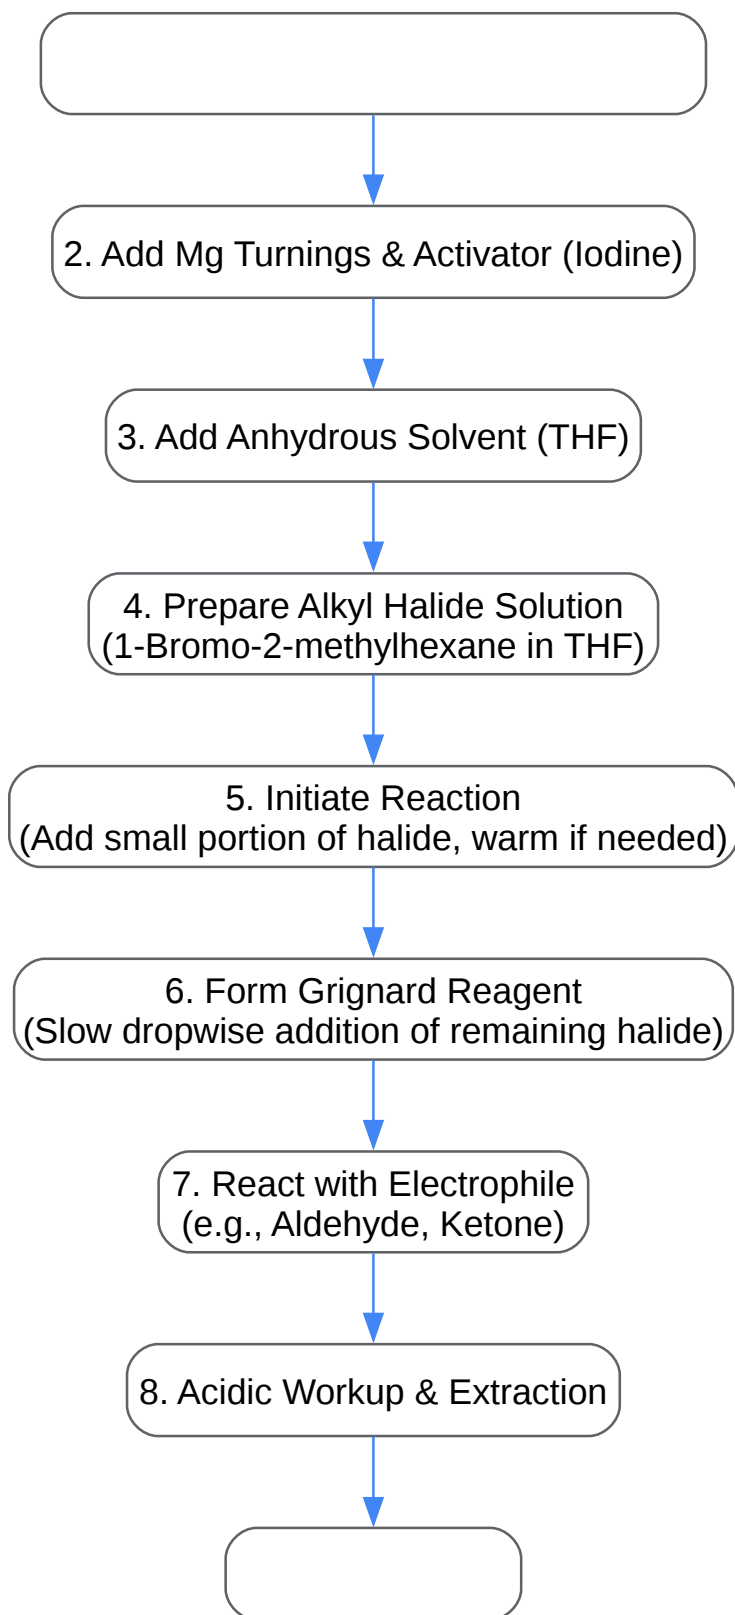 2. Add Mg Turnings & Activator (Iodine)
3. Add Anhydrous Solvent (THF)
4. Prepare Alkyl Halide Solution
(1-Bromo-2-methylhexane in THF)
5. Initiate Reaction
(Add small portion of halide, warm if needed)
6. Form Grignard Reagent
(Slow dropwise addition of remaining halide)
7. React with Electrophile
(e.g., Aldehyde, Ketone)
8. Acidic Workup & Extraction